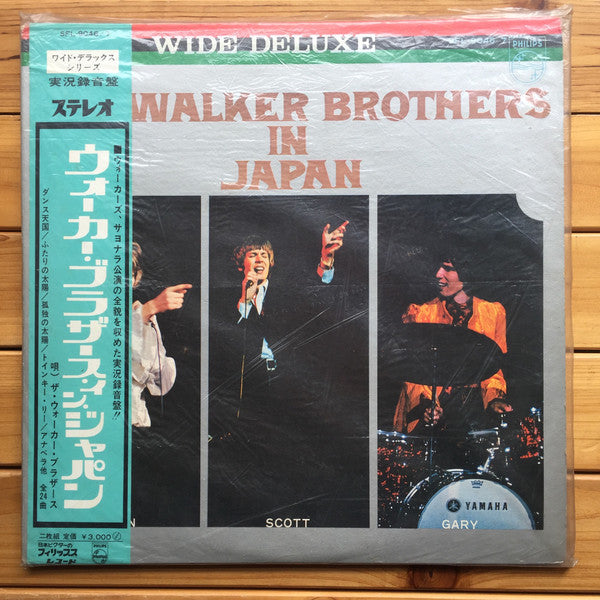 SFL-9046~
ワイド・デラックス
シリーズ
実況録音盤
ステレオ
ウォーカー・ブラザース・イン・ジャパン
■ウォーカーズ、サヨナラ公演の全貌を収めた実況録音盤!!
ダンス天国/ふたりの太陽/孤独の太陽/トインキー・リー/アナベラ他 全24曲
唄) ザ・ウォーカー・ブラザース
二枚組 定価 ¥3,000
日本ビクターの
フィリップス
レコード
PHILIPS
WIDE DELUXE
PHILIPS
WALKER BROTHERS
IN
JAPAN
N
SCOTT
GARY
YAMAHA